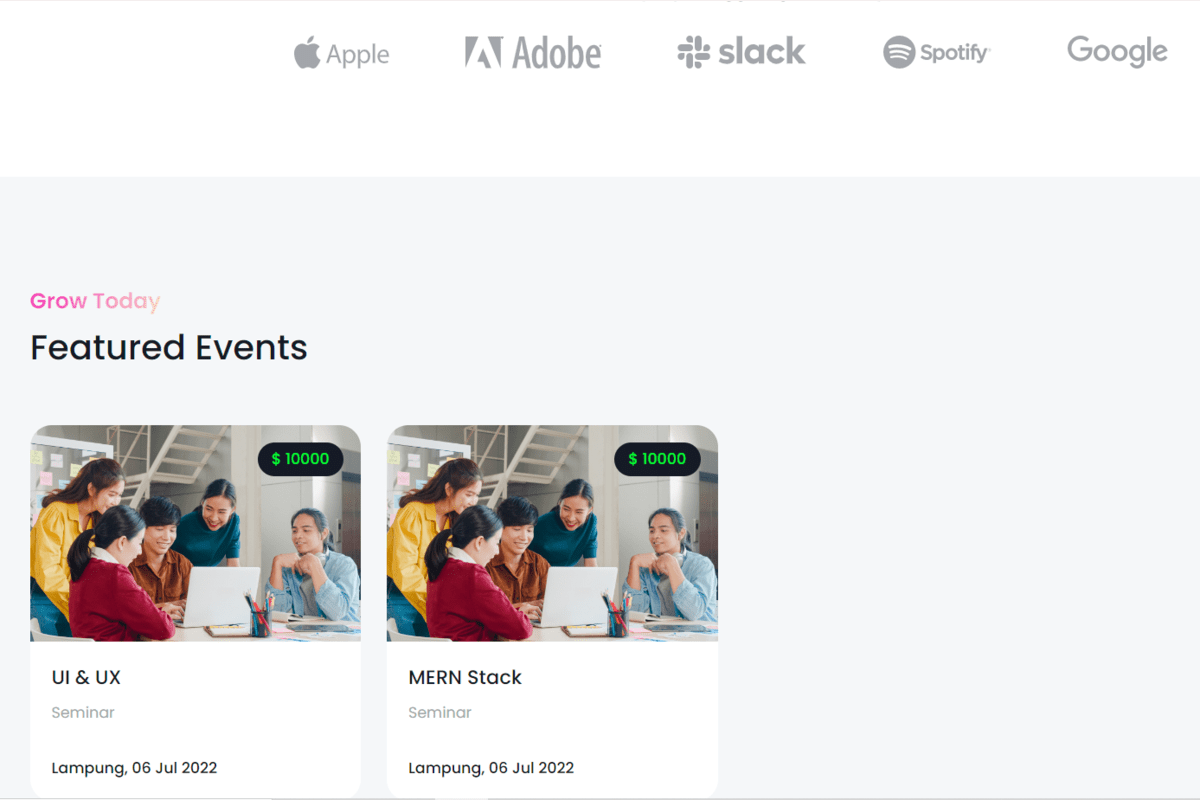 Apple Adobe slack Spotify Google
Grow Today
Featured Events
$ 10000
$ 10000
UI & UX
Seminar
Lampung, 06 Jul 2022
MERN Stack
Seminar
Lampung, 06 Jul 2022